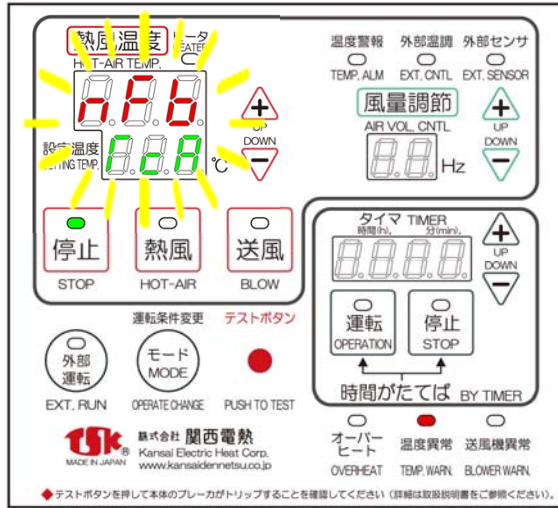 熱風温度
ヒータ
HEATER
HOT-AIR TEMP.
nFb
設定温度
SETTING TEMP.
℃
UP
DOWN
温度警報 外部温調 外部センサ
TEMP. ALM EXT. CNTL EXT. SENSOR
風量調節
AIR VOL. CNTL
Hz
UP
DOWN
停止 熱風 送風
STOP HOT-AIR BLOW
タイマ TIMER
時間(h). 分(min).
UP
DOWN
運転 停止
OPERATION STOP
時間がたてば BY TIMER
運転条件変更 テストボタン
外部
運転
モード
MODE
EXT. RUN OPERATE CHANGE PUSH TO TEST
TSK®
MADE IN JAPAN
株式会社 関西電熱
Kansai Electric Heat Corp.
www.kansaidennetsu.co.jp
オーバー
ヒート
温度異常 送風機異常
OVERHEAT TEMP. WARN. BLOWER WARN.
◆テストボタンを押して本体のブレーカがトリップすることを確認してください（詳細は取扱説明書をご参照ください）。